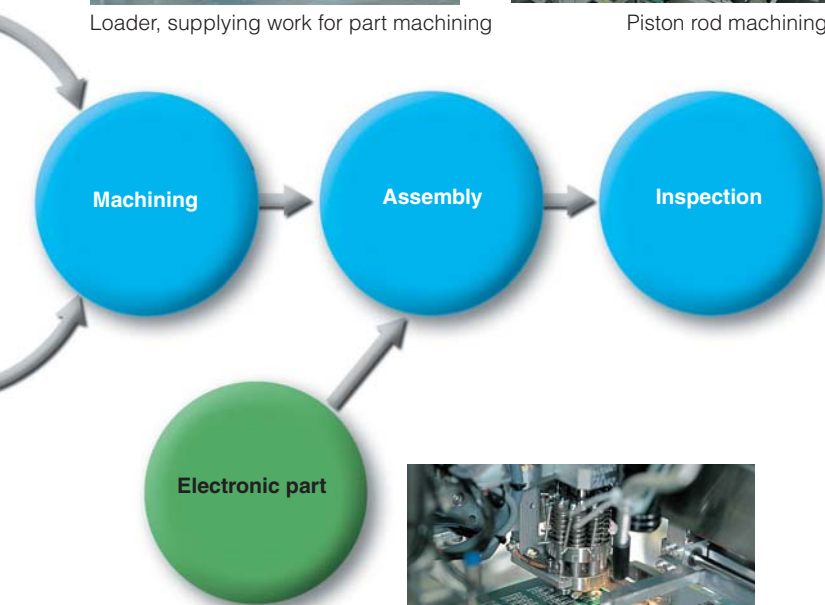 Loader, supplying work for part machining
Piston rod machining
Machining
Assembly
Inspection
Electronic part